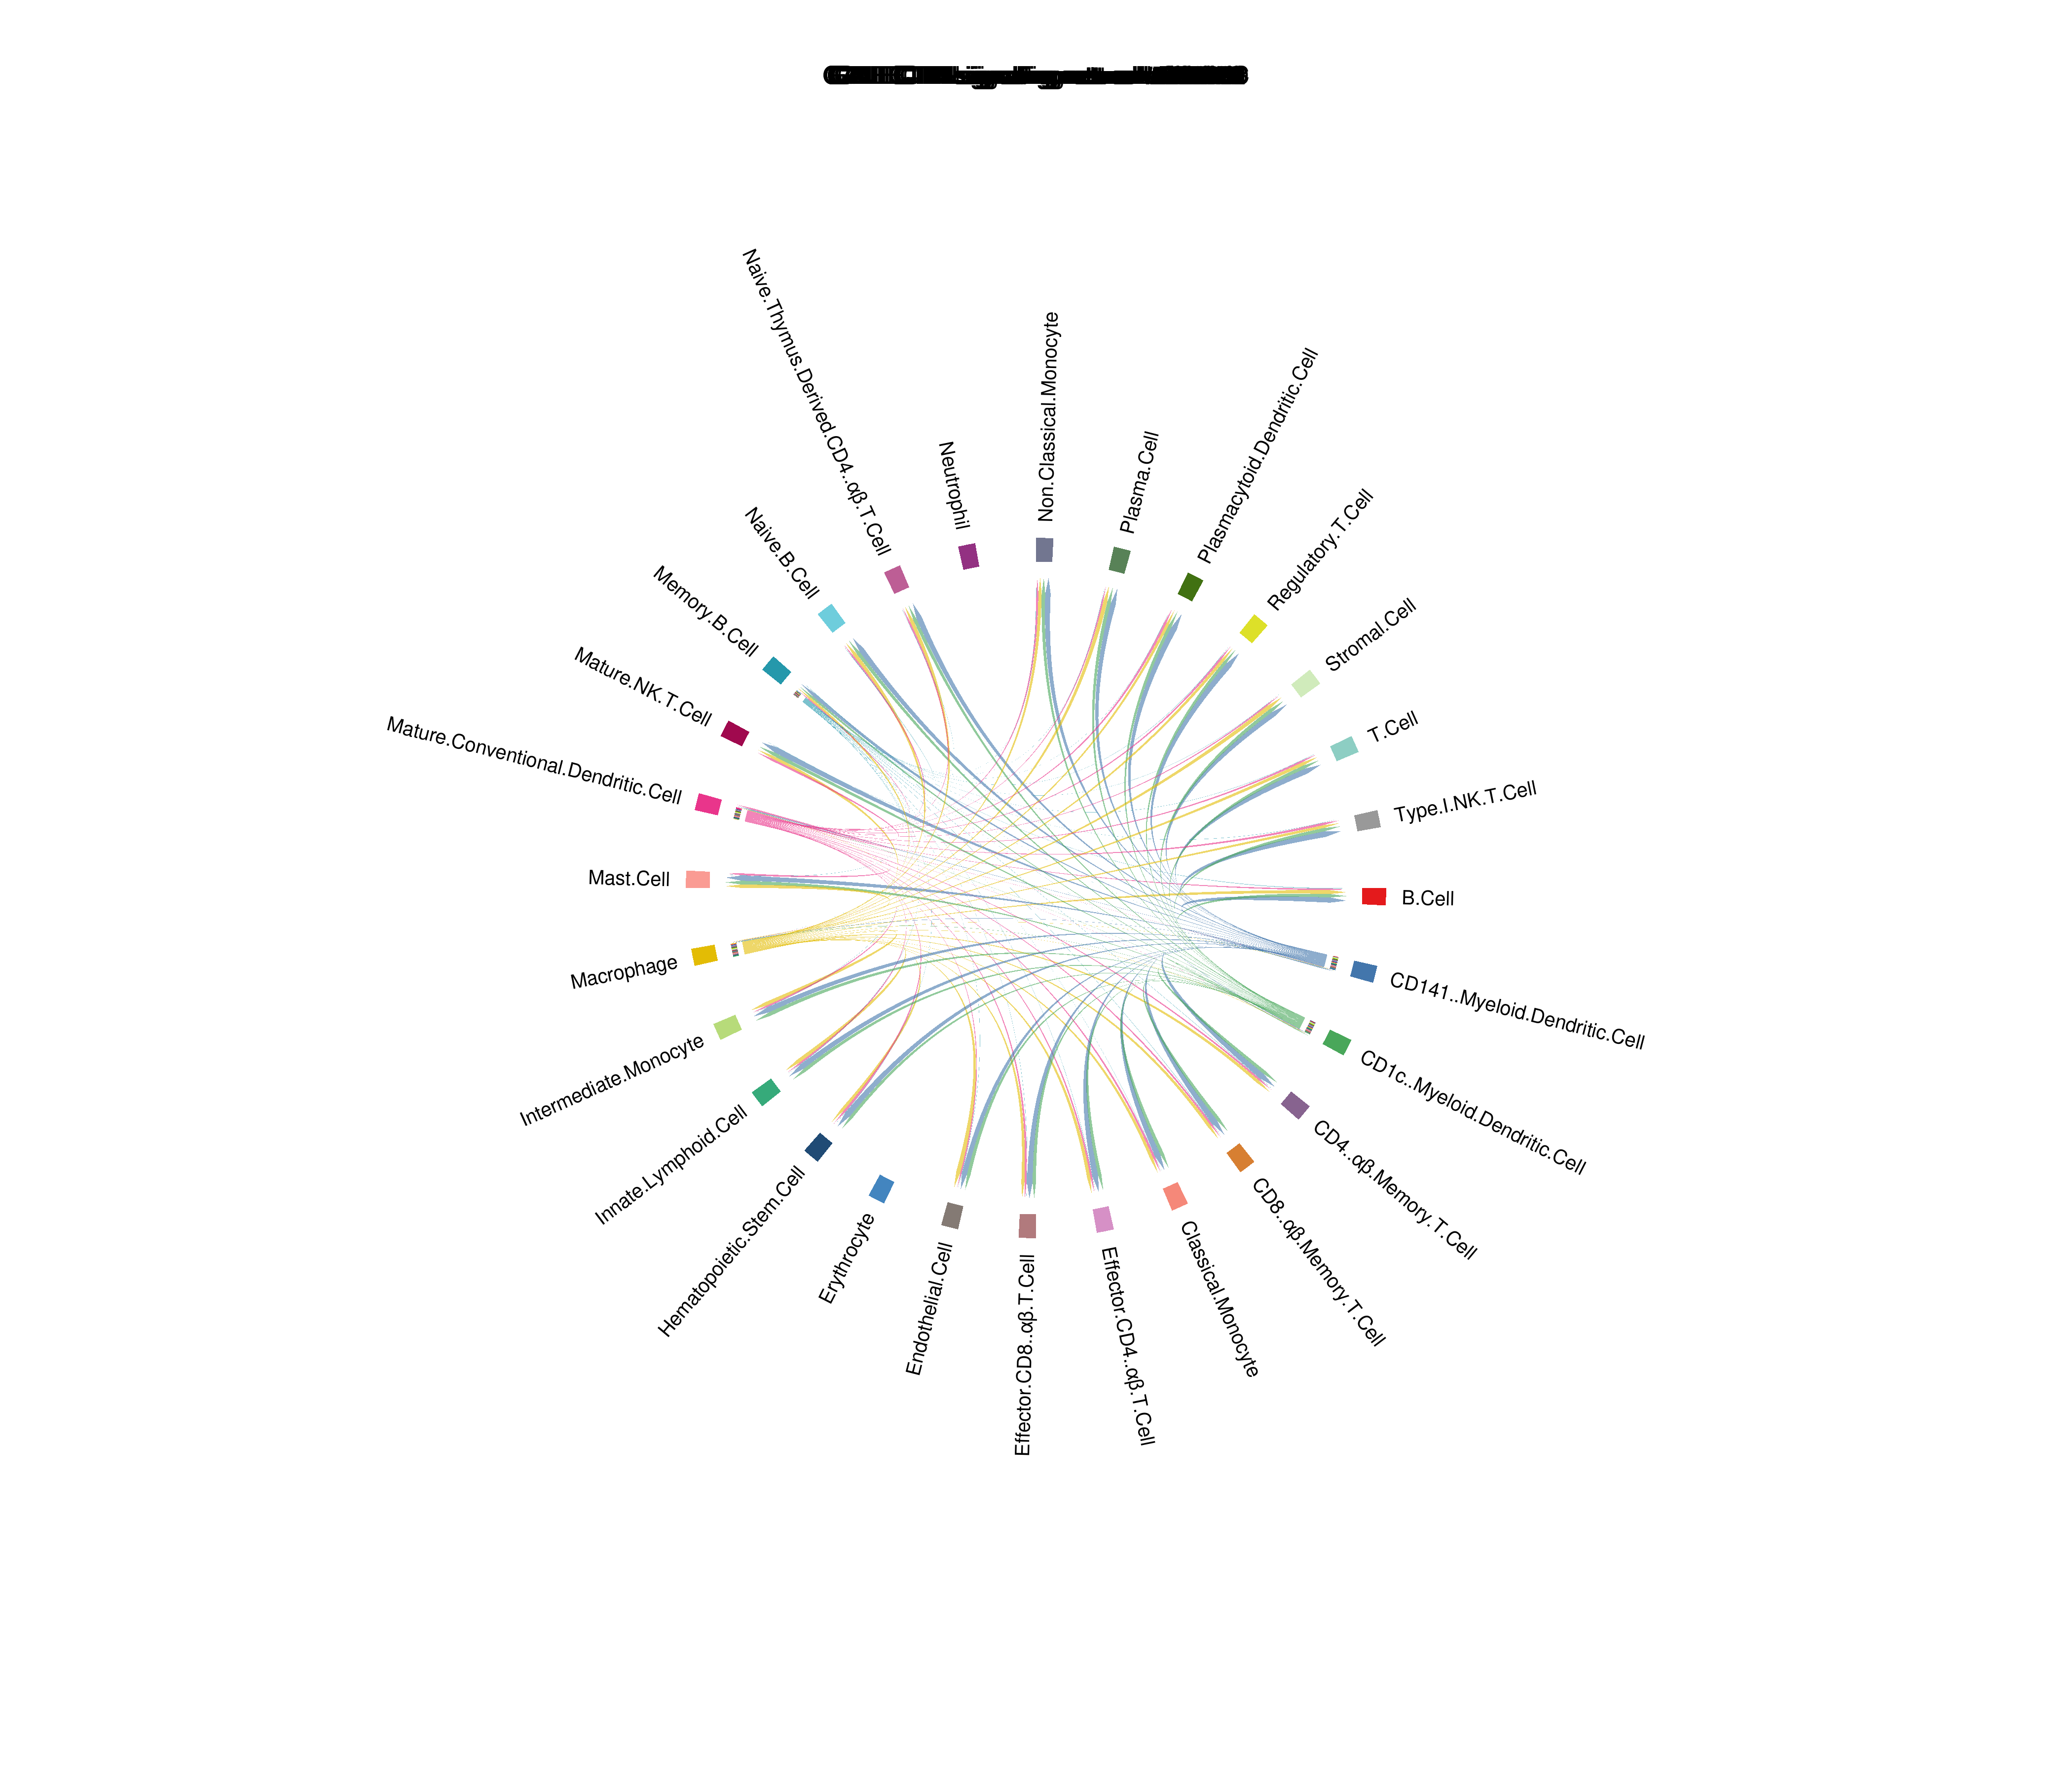 Non.Classical.Monocyte
Plasma.Cell
Plasmacytoid.Dendritic.Cell
Regulatory.T.Cell
Stromal.Cell
T.Cell
Type.I.NK.T.Cell
B.Cell
CD141..Myeloid.Dendritic.Cell
CD1c..Myeloid.Dendritic.Cell
CD4..αβ.Memory.T.Cell
CD8..αβ.Memory.T.Cell
Classical.Monocyte
Effector.CD4..αβ.T.Cell
Effector.CD8..αβ.T.Cell
Endothelial.Cell
Erythrocyte
Hematopoietic.Stem.Cell
Innate.Lymphoid.Cell
Intermediate.Monocyte
Macrophage
Mast.Cell
Mature.Conventional.Dendritic.Cell
Mature.NK.T.Cell
Memory.B.Cell
Naive.B.Cell
Naive.Thymus.Derived.CD4..αβ.T.Cell
Neutrophil